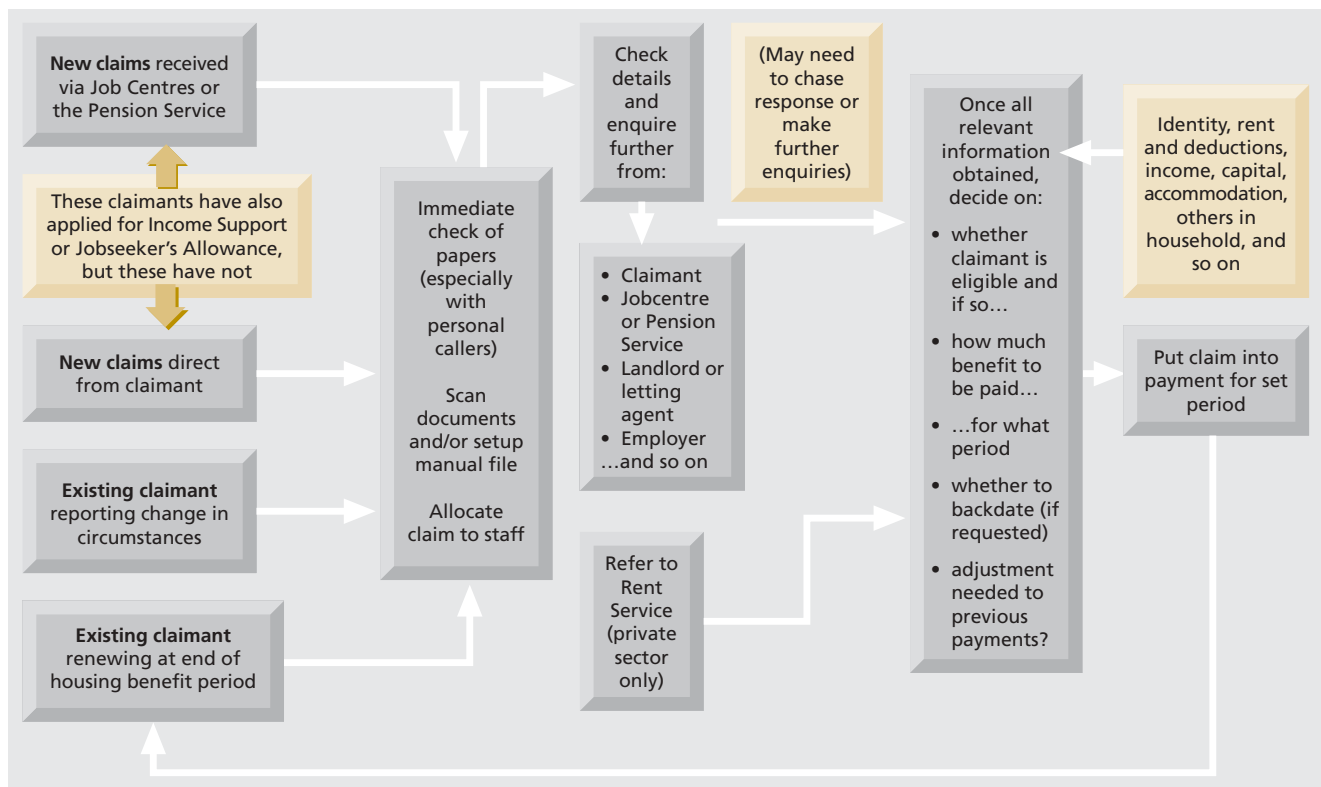 New claims received
via Job Centres or
the Pension Service
These claimants have also
applied for Income Support
or Jobseeker's Allowance,
but these have not
New claims direct
from claimant
Existing claimant
reporting change in
circumstances
Existing claimant
renewing at end of
housing benefit period
Immediate
check of
papers
(especially
with
personal
callers)
Scan
documents
and/or setup
manual file
Allocate
claim to staff
Check
details
and
enquire
further
from:
(May need
to chase
response or
make
further
enquiries)
• Claimant
• Jobcentre
or Pension
Service
• Landlord or
letting
agent
• Employer
…and so on
Refer to
Rent
Service
(private
sector
only)
Once all
relevant
information
obtained,
decide on:
• whether
claimant is
eligible and
if so…
• how much
benefit to
be paid…
• …for what
period
• whether to
backdate (if
requested)
• adjustment
needed to
previous
payments?
Identity, rent
and deductions,
income, capital,
accommodation,
others in
household, and
so on
Put claim into
payment for set
period